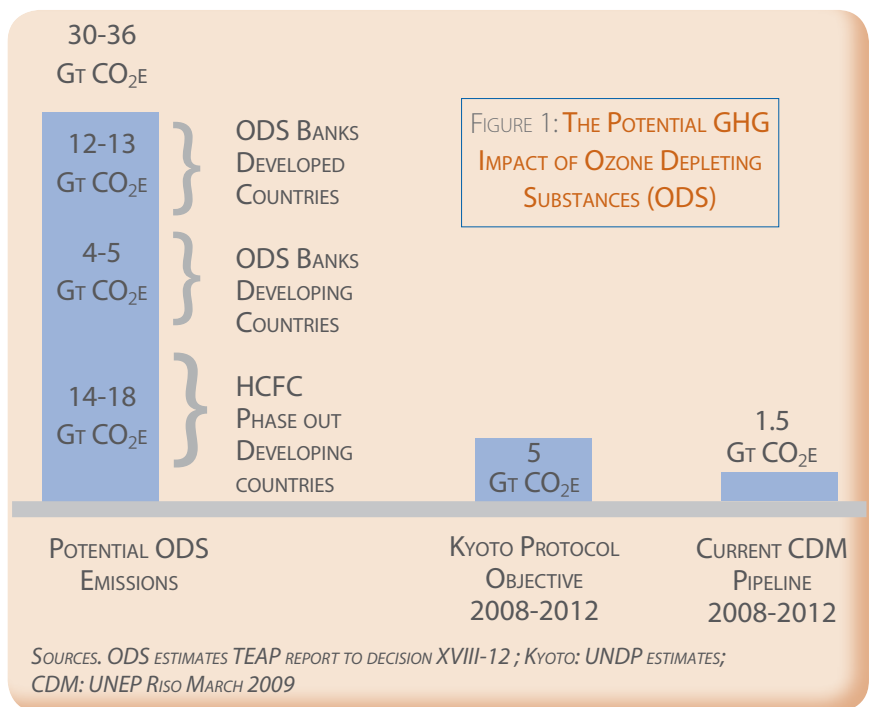 30-36
Gt CO₂e
12-13
Gt CO₂e
ODS Banks
Developed
Countries
4-5
Gt CO₂e
ODS Banks
Developing
Countries
14-18
Gt CO₂e
HCFC
Phase out
Developing
countries
Figure 1: The Potential GHG
Impact of Ozone Depleting
Substances (ODS)
5
Gt CO₂e
1.5
Gt CO₂e
Potential ODS
Emissions
Kyoto Protocol
Objective
2008-2012
Current CDM
Pipeline
2008-2012
Sources. ODS estimates TEAP report to decision XVIII-12 ; Kyoto: UNDP estimates;
CDM: UNEP Riso March 2009